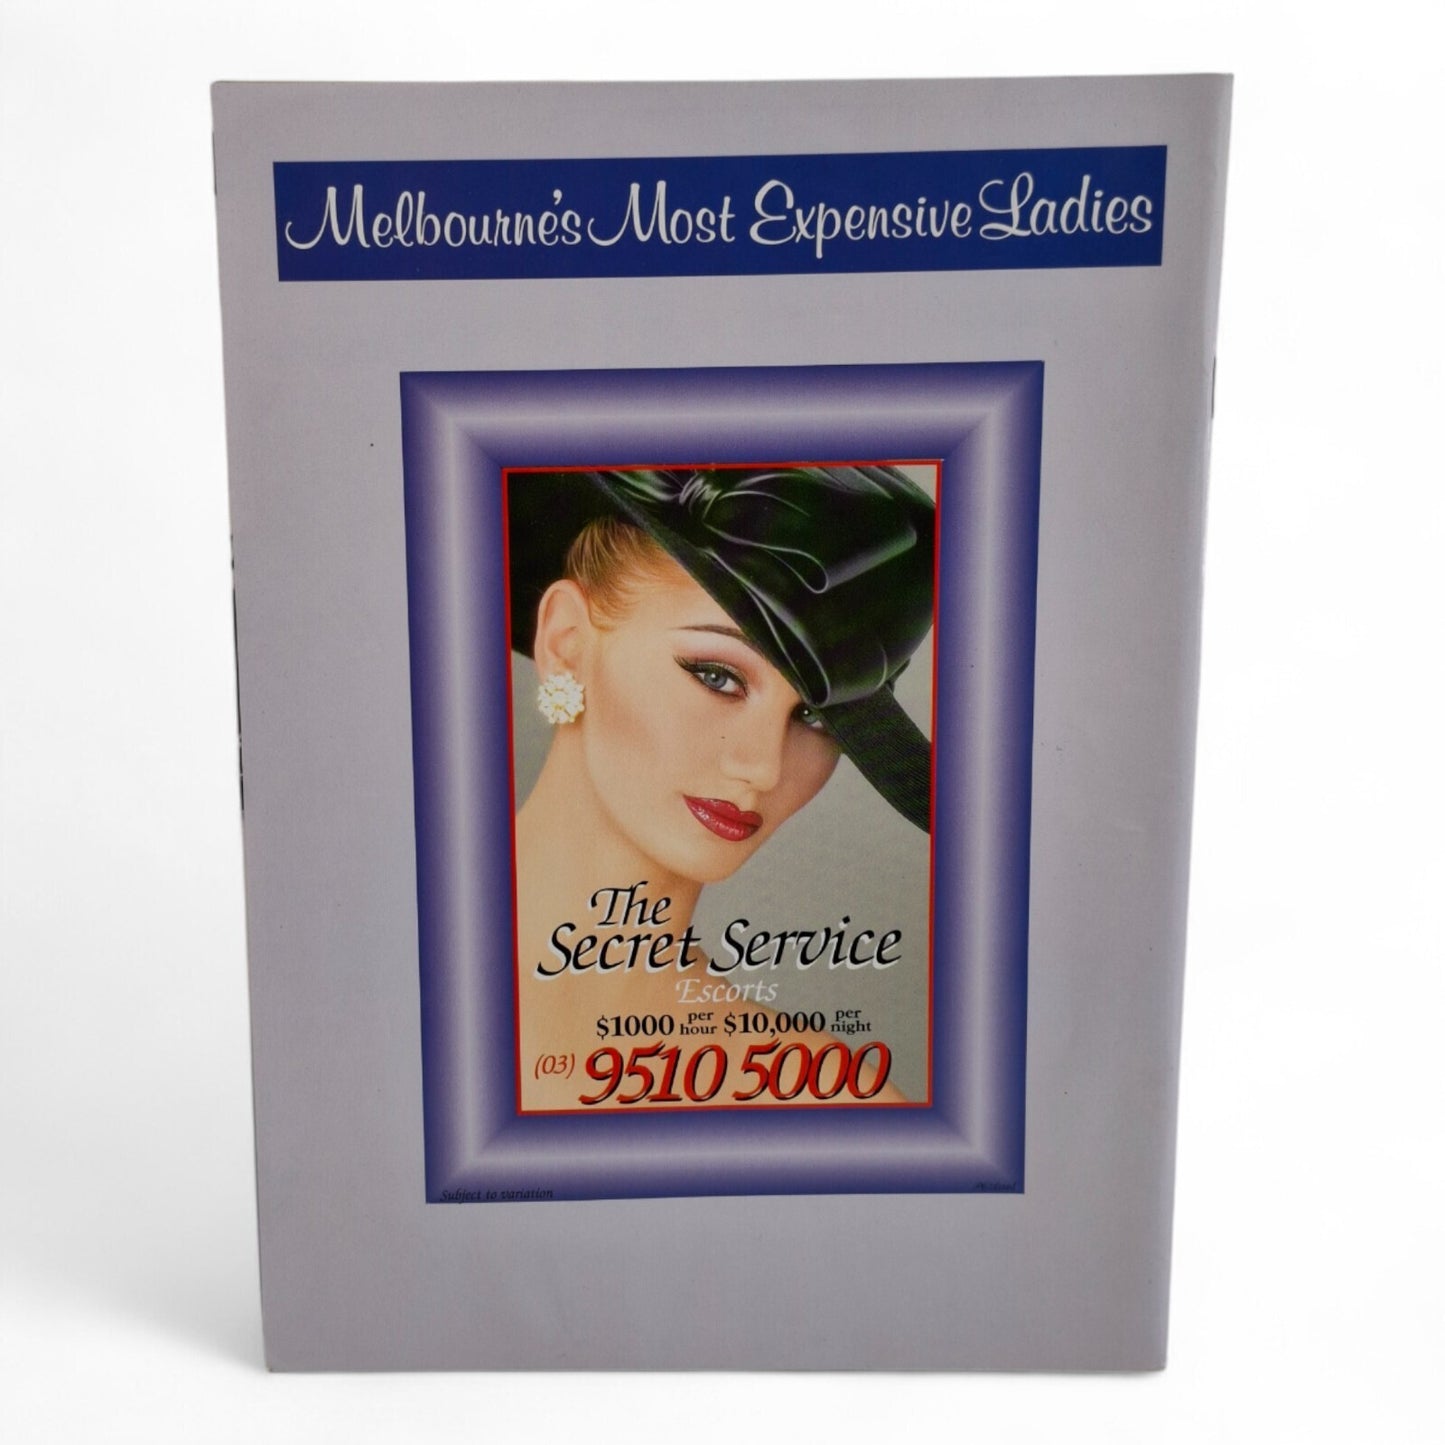 Melbourne's Most Expensive Ladies
The
Secret Service
Escorts
$1000 per hour $10,000 per night
(03) 9510 5000
Subject to variation